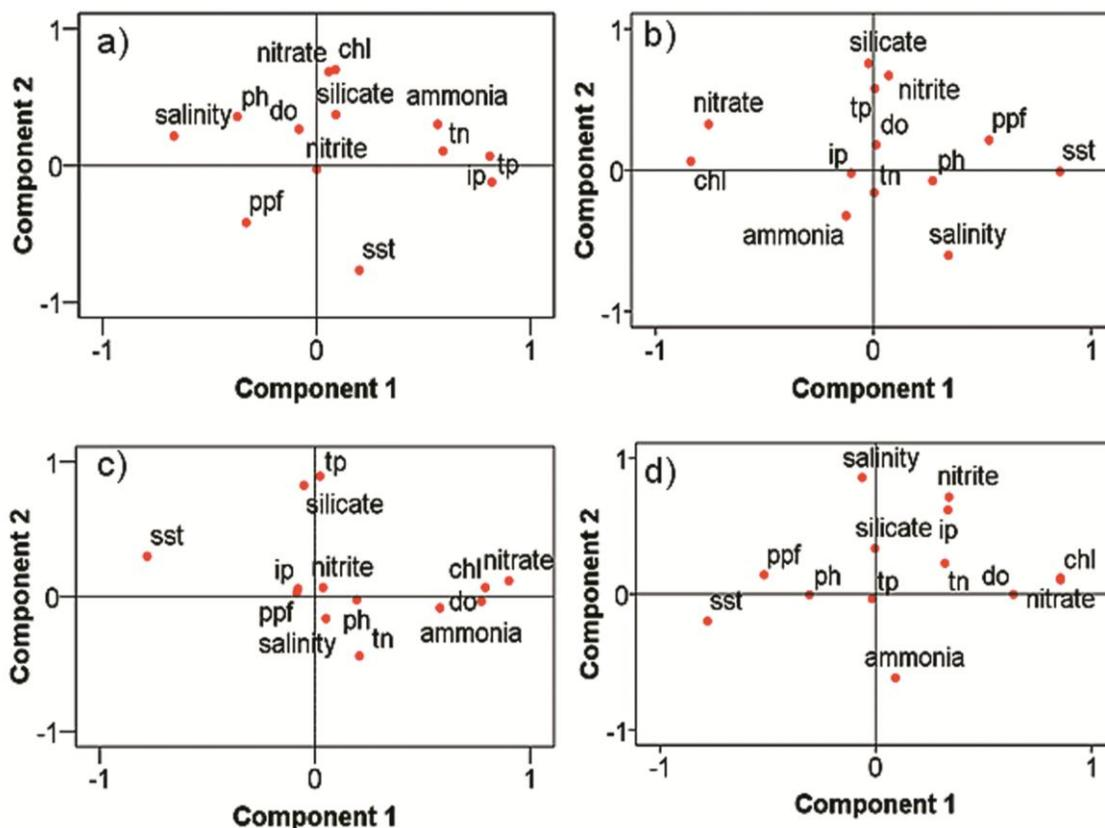 a)
1
0
-1
Component 2
nitrate chl
salinity ph do silicate ammonia
nitrite tn
ip tp
ppf
sst
-1 0 1
Component 1
b)
1
0
-1
Component 2
silicate
nitrate tp nitrite
do ppf
chl ip tn ph sst
ammonia salinity
-1 0 1
Component 1
c)
1
0
-1
Component 2
tp
silicate
sst
ip nitrite chl nitrate
ppf ph do
salinity tn ammonia
-1 0 1
Component 1
d)
1
0
-1
Component 2
salinity nitrite
silicate ip
ppf ph tp tn do chl
sst nitrate
ammonia
-1 0 1
Component 1